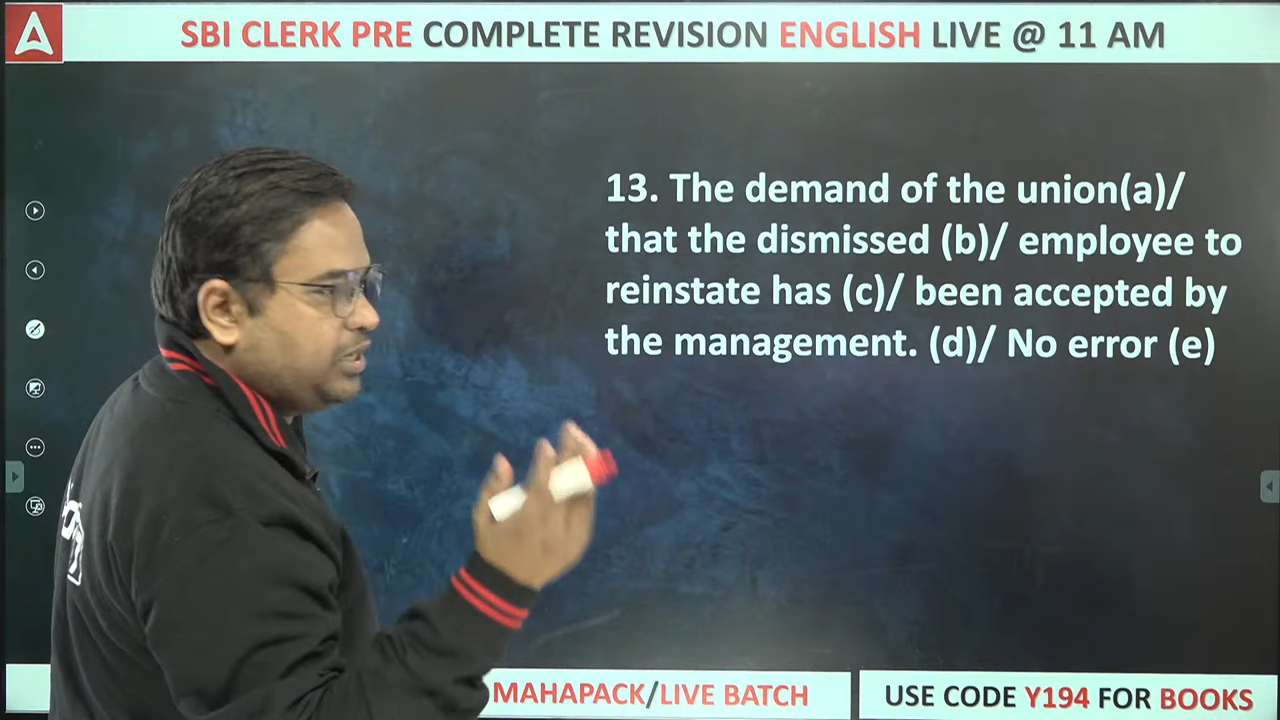 SBI CLERK PRE COMPLETE REVISION ENGLISH LIVE @ 11 AM
13. The demand of the union(a)/
that the dismissed (b)/ employee to
reinstate has (c)/ been accepted by
the management. (d)/ No error (e)
MAHAPACK/LIVE BATCH
USE CODE Y194 FOR BOOKS